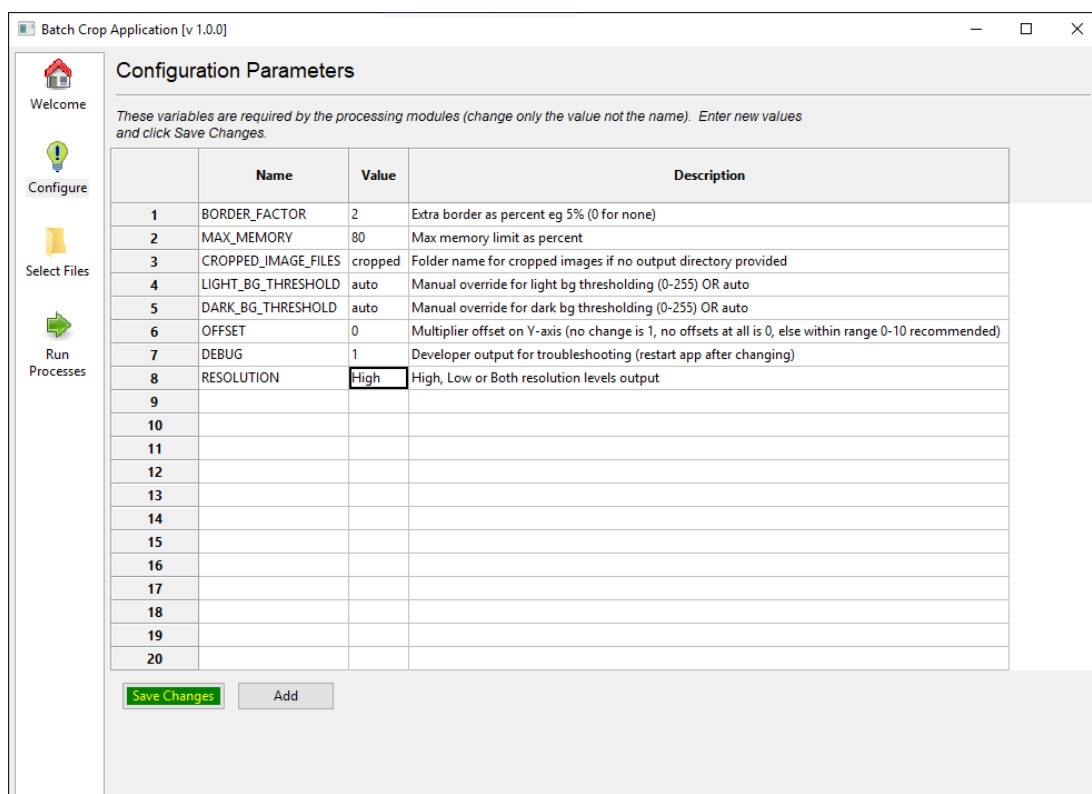 Batch Crop Application [v 1.0.0]
Welcome
Configure
Select Files
Run
Processes
Configuration Parameters
These variables are required by the processing modules (change only the value not the name).  Enter new values
and click Save Changes.
Name Value Description
1 BORDER_FACTOR 2 Extra border as percent eg 5% (0 for none)
2 MAX_MEMORY 80 Max memory limit as percent
3 CROPPED_IMAGE_FILES cropped Folder name for cropped images if no output directory provided
4 LIGHT_BG_THRESHOLD auto Manual override for light bg thresholding (0-255) OR auto
5 DARK_BG_THRESHOLD auto Manual override for dark bg thresholding (0-255) OR auto
6 OFFSET 0 Multiplier offset on Y-axis (no change is 1, no offsets at all is 0, else within range 0-10 recommended)
7 DEBUG 1 Developer output for troubleshooting (restart app after changing)
8 RESOLUTION High High, Low or Both resolution levels output
9
10
11
12
13
14
15
16
17
18
19
20
Save Changes Add